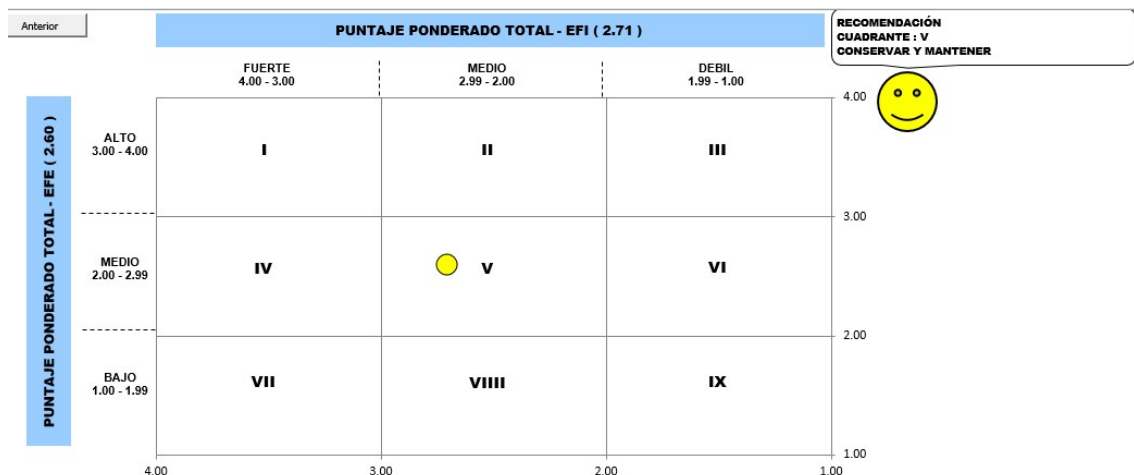 Anterior
PUNTAJE PONDERADO TOTAL - EFI ( 2.71 )
RECOMENDACIÓN
CUADRANTE : V
CONSERVAR Y MANTENER
FUERTE
4.00 - 3.00
MEDIO
2.99 - 2.00
DEBIL
1.99 - 1.00
PUNTAJE PONDERADO TOTAL - EFE ( 2.60 )
ALTO
3.00 - 4.00
I
II
III
4.00
3.00
MEDIO
2.00 - 2.99
IV
V
VI
2.00
BAJO
1.00 - 1.99
VII
VIIII
IX
1.00
4.00
3.00
2.00
1.00